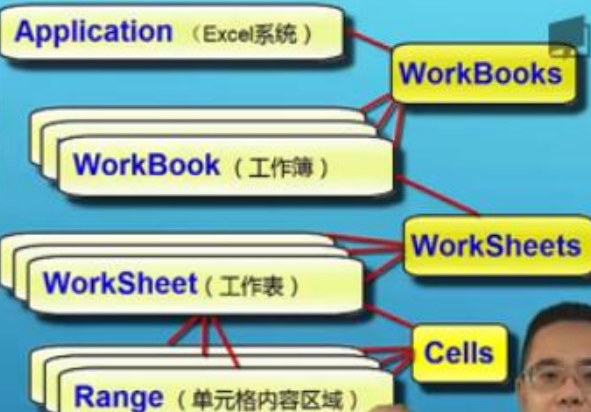 Application （Excel系统）
WorkBooks
WorkBook （工作簿）
WorkSheets
WorkSheet（工作表）
Cells
Range （单元格内容区域）